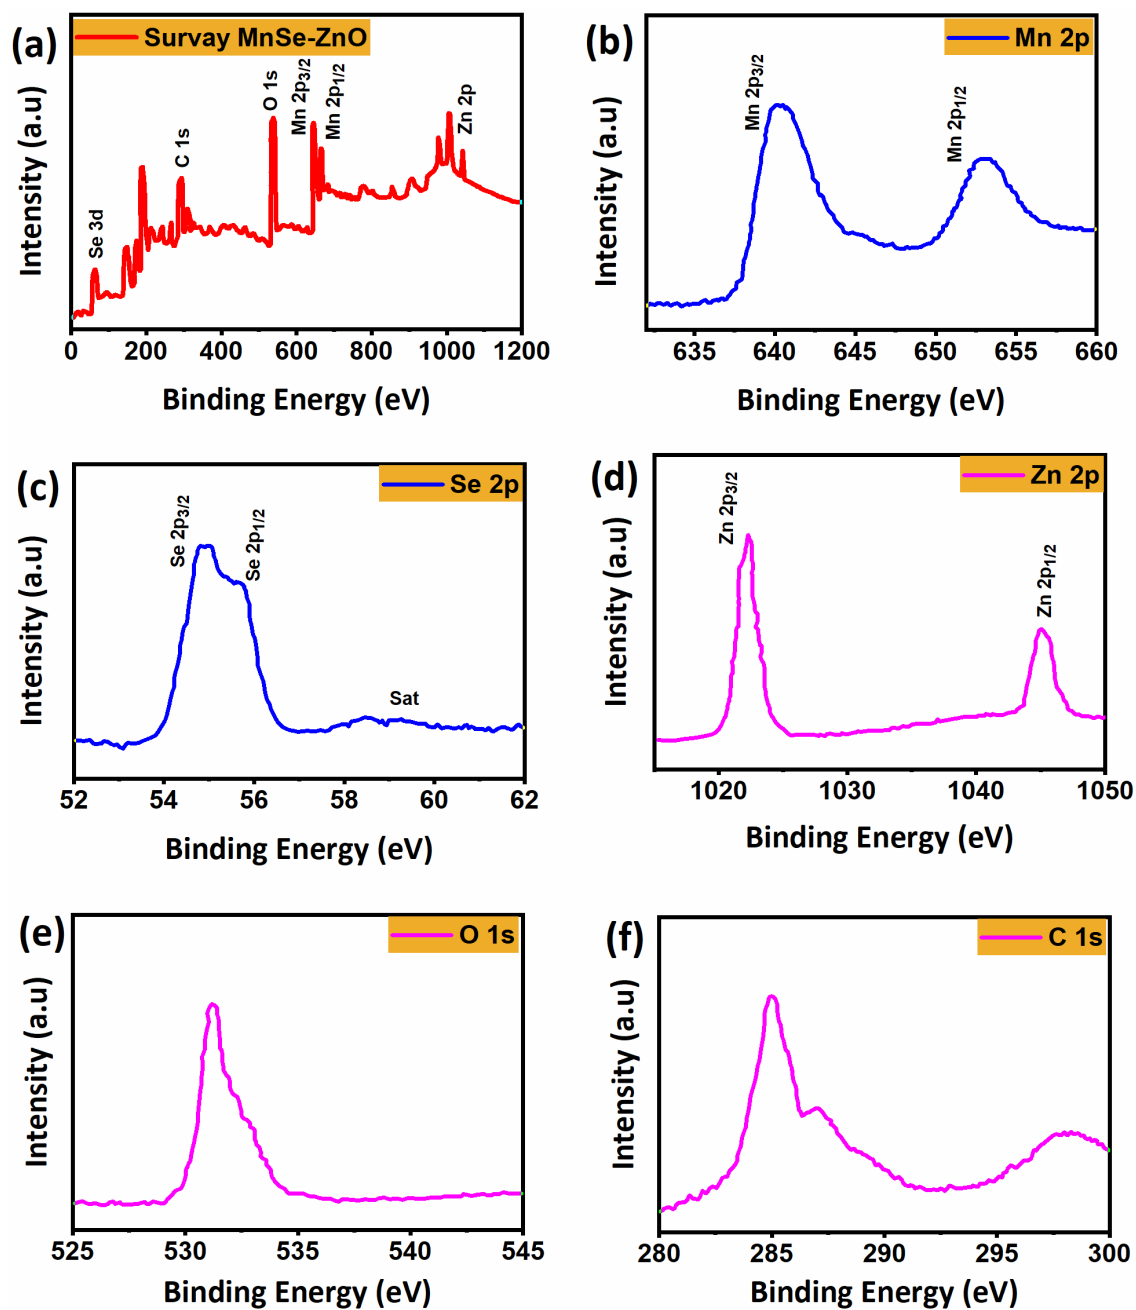 (a)
Survay MnSe-ZnO
Se 3d
C 1s
O 1s
Mn 2p3/2
Mn 2p1/2
Zn 2p
Intensity (a.u)
0 200 400 600 800 1000 1200
Binding Energy (eV)
(b)
Mn 2p
Mn 2p3/2
Mn 2p1/2
Intensity (a.u)
635 640 645 650 655 660
Binding Energy (eV)
(c)
Se 2p
Se 2p3/2
Se 2p1/2
Sat
Intensity (a.u)
52 54 56 58 60 62
Binding Energy (eV)
(d)
Zn 2p
Zn 2p3/2
Zn 2p1/2
Intensity (a.u)
1020 1030 1040 1050
Binding Energy (eV)
(e)
O 1s
Intensity (a.u)
525 530 535 540 545
Binding Energy (eV)
(f)
C 1s
Intensity (a.u)
280 285 290 295 300
Binding Energy (eV)